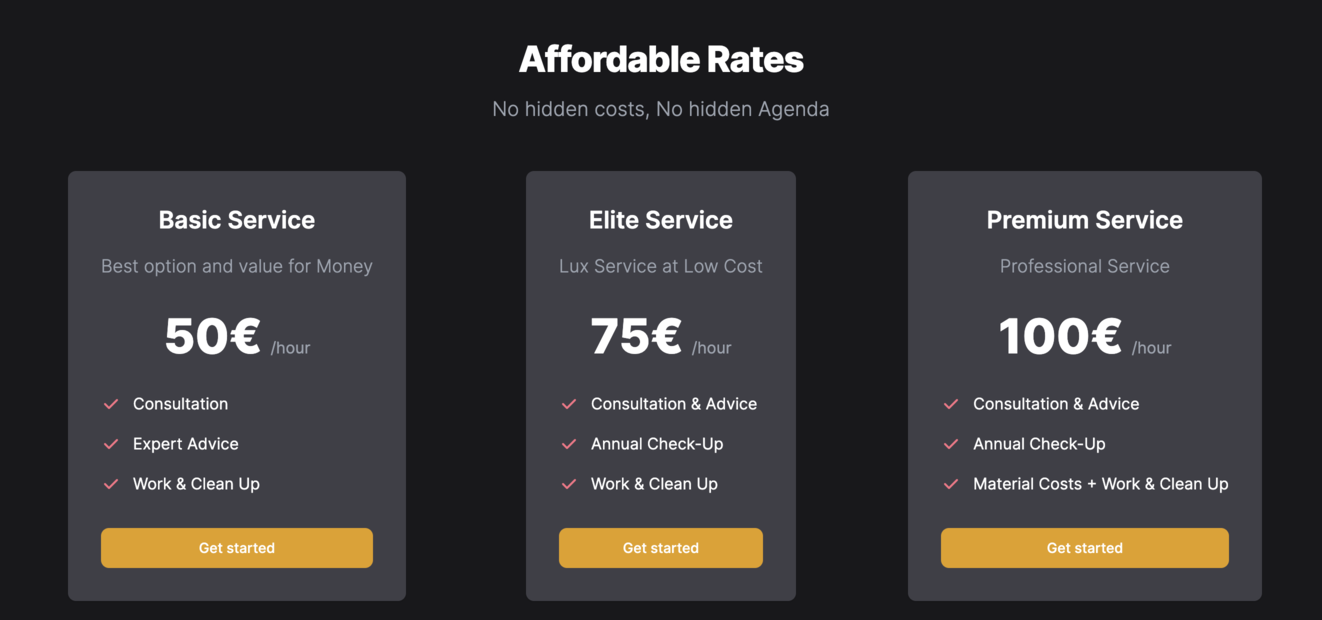 Affordable Rates
No hidden costs, No hidden Agenda
Basic Service
Best option and value for Money
50€ /hour
Consultation
Expert Advice
Work & Clean Up
Get started
Elite Service
Lux Service at Low Cost
75€ /hour
Consultation & Advice
Annual Check-Up
Work & Clean Up
Get started
Premium Service
Professional Service
100€ /hour
Consultation & Advice
Annual Check-Up
Material Costs + Work & Clean Up
Get started